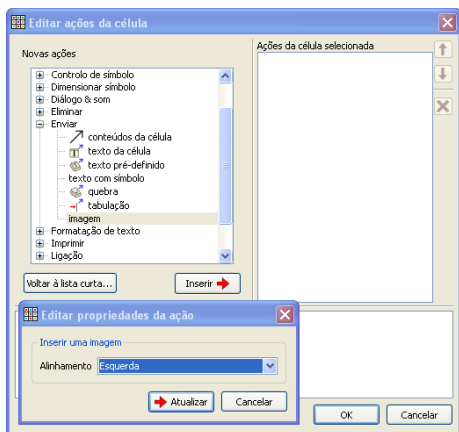 Editar ações da célula
Novas ações
Controlo de símbolo
Dimensionar símbolo
Diálogo & som
Eliminar
Enviar
conteúdos da célula
texto da célula
texto pré-definido
texto com símbolo
quebra
tabulação
imagem
Formatação de texto
Imprimir
Ligação
Voltar à lista curta...
Inserir
Ações da célula selecionada
Editar propriedades da ação
Inserir uma imagem
Alinhamento Esquerda
Atualizar Cancelar
OK Cancelar